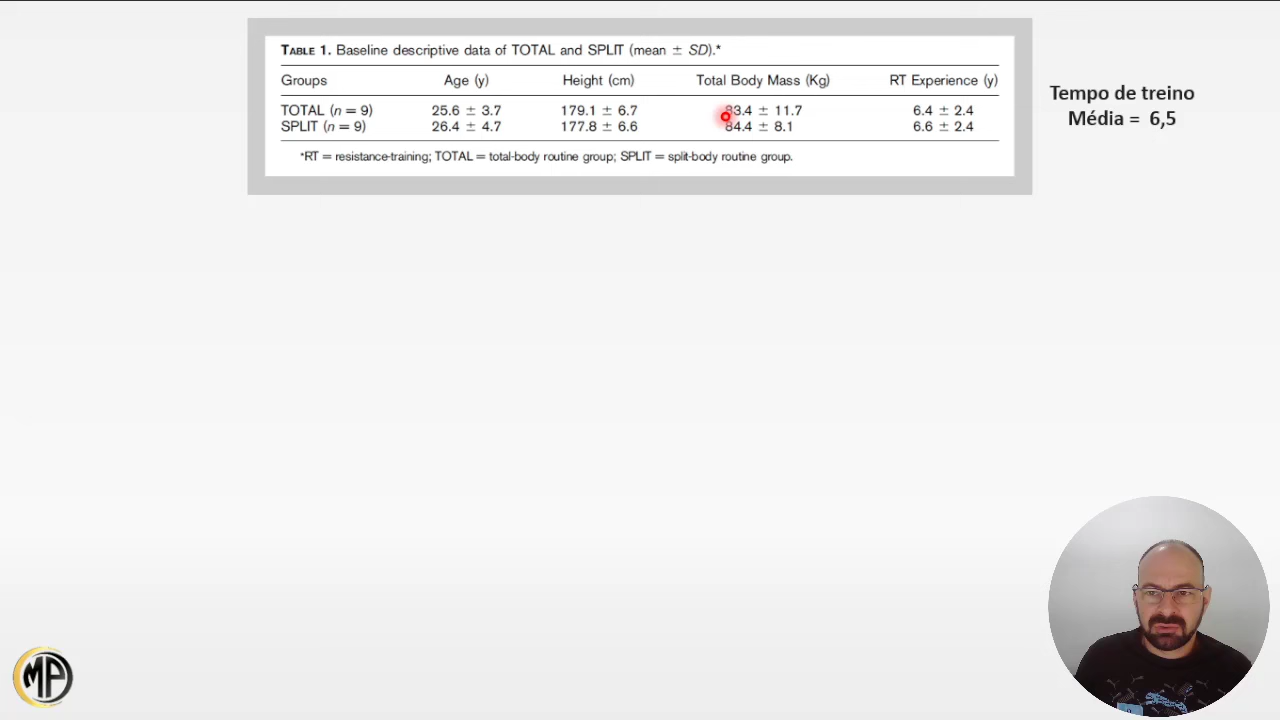 TABLE 1. Baseline descriptive data of TOTAL and SPLIT (mean ± SD).*
Groups Age (y) Height (cm) Total Body Mass (Kg) RT Experience (y)
TOTAL (n = 9) 25.6 ± 3.7 179.1 ± 6.7 83.4 ± 11.7 6.4 ± 2.4
SPLIT (n = 9) 26.4 ± 4.7 177.8 ± 6.6 84.4 ± 8.1 6.6 ± 2.4
*RT = resistance-training; TOTAL = total-body routine group; SPLIT = split-body routine group.
Tempo de treino
Média = 6,5
MP